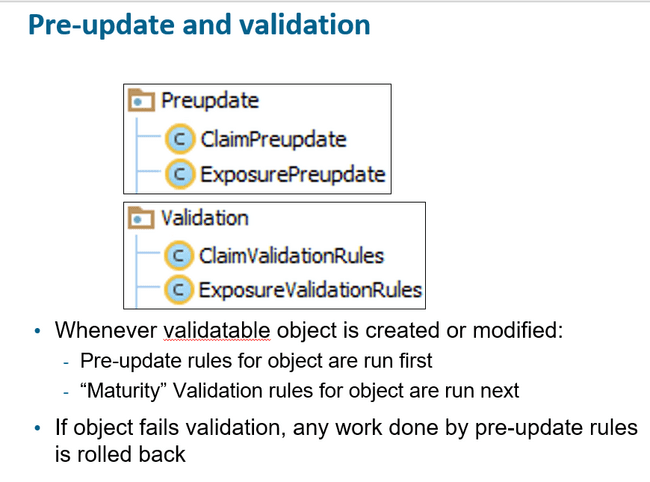 Pre-update and validation
Preupdate
C ClaimPreupdate
C ExposurePreupdate
Validation
C ClaimValidationRules
C ExposureValidationRules
• Whenever validatable object is created or modified:
- Pre-update rules for object are run first
- “Maturity” Validation rules for object are run next
• If object fails validation, any work done by pre-update rules
is rolled back